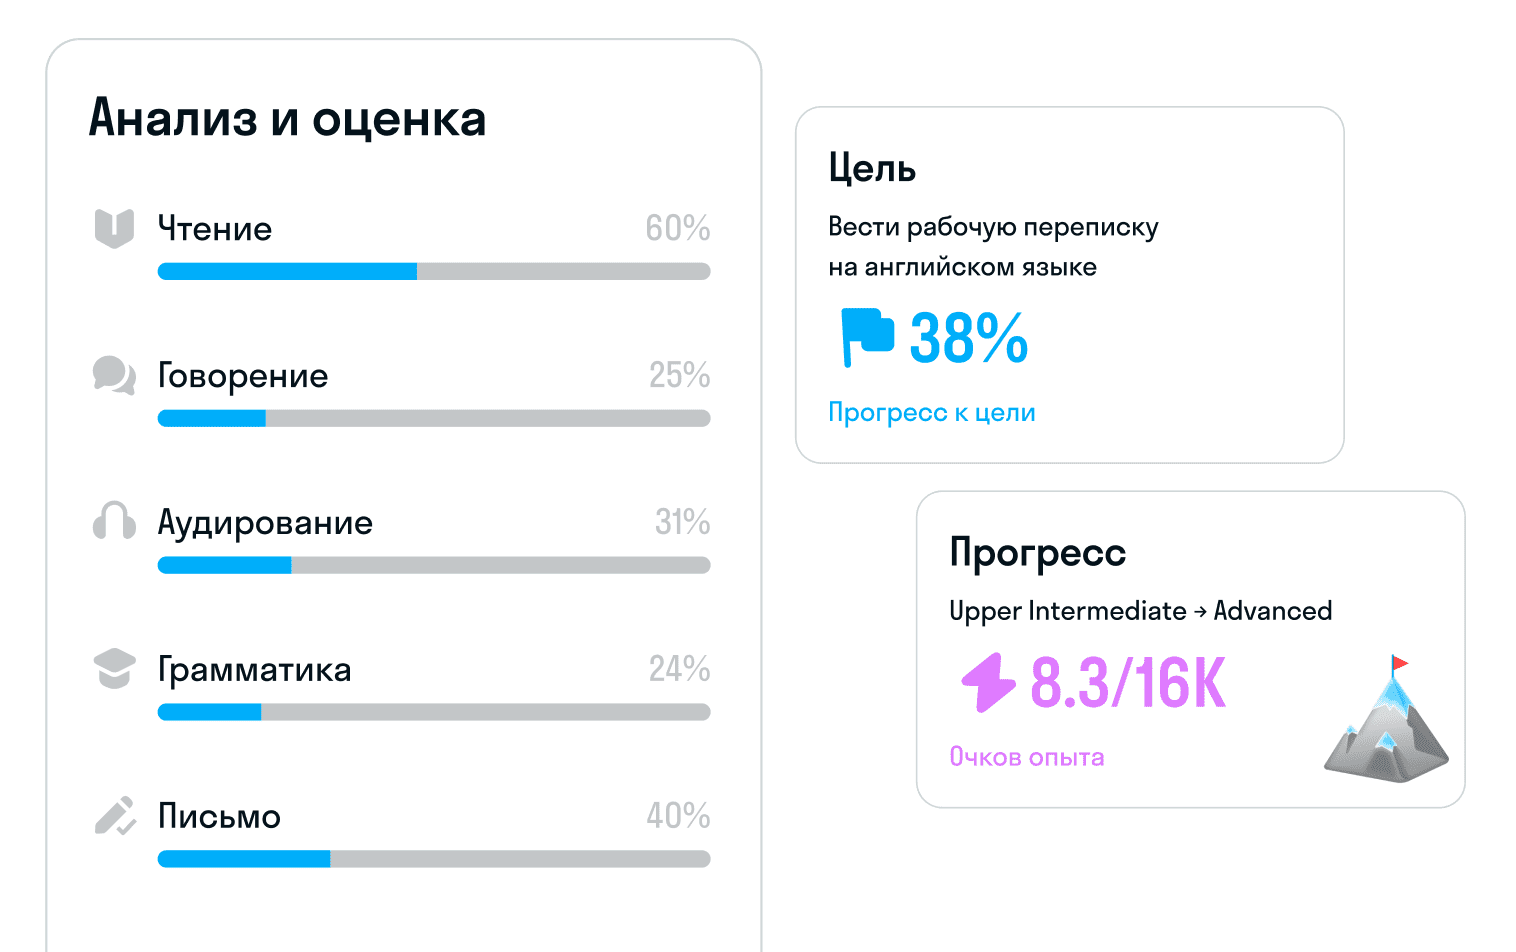 Анализ и оценка
Чтение 60%
Говорение 25%
Аудирование 31%
Грамматика 24%
Письмо 40%
Цель
Вести рабочую переписку
на английском языке
38%
Прогресс к цели
Прогресс
Upper Intermediate → Advanced
8.3/16K
Очков опыта